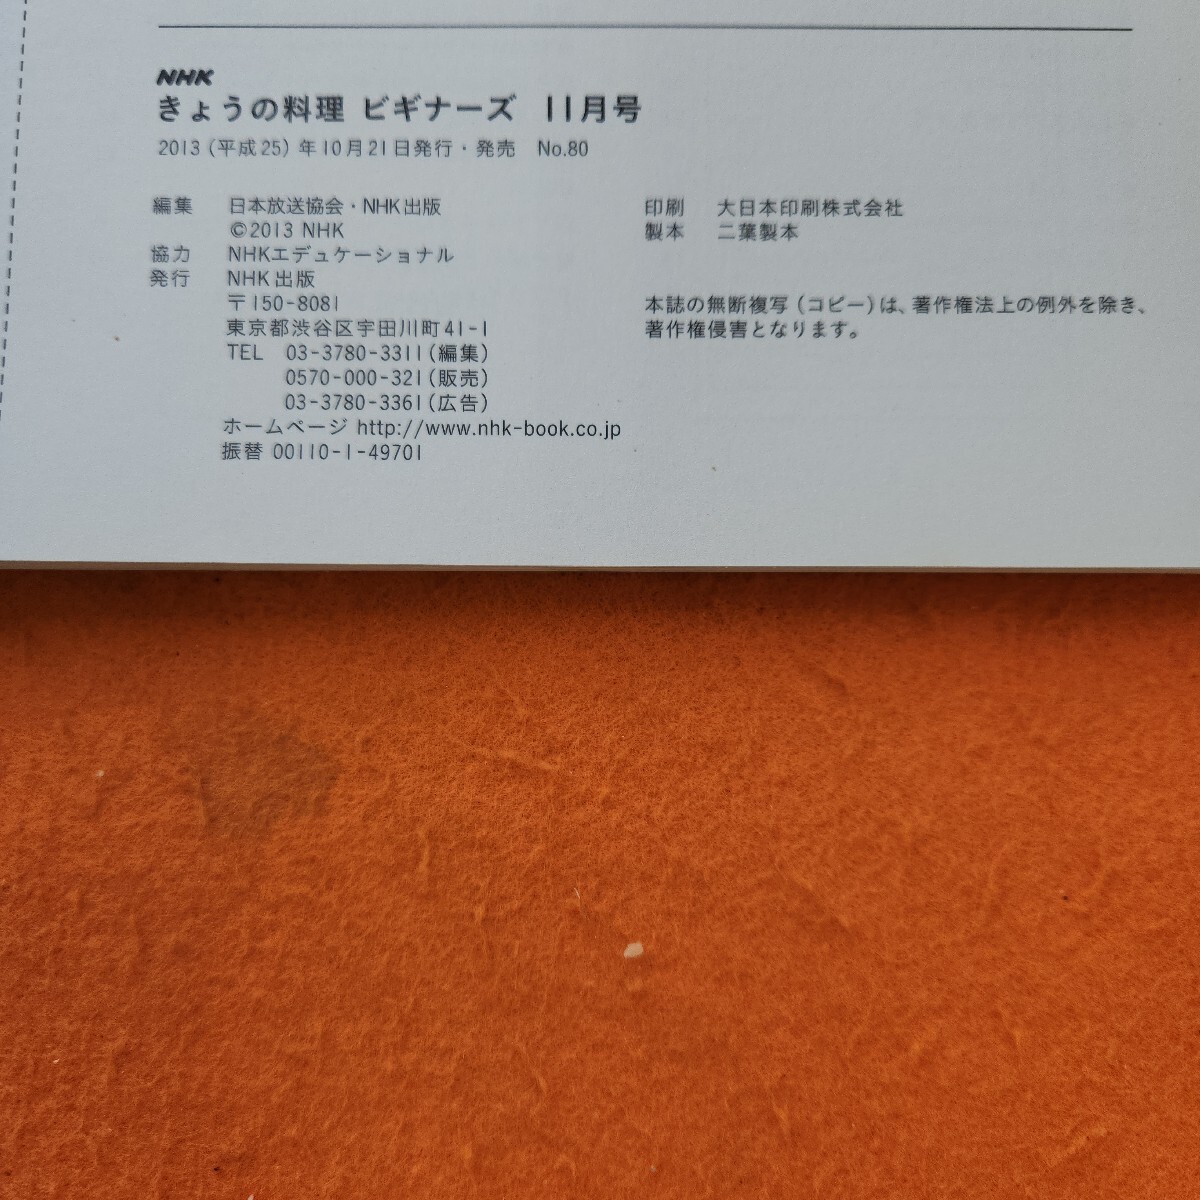 NHK
きょうの料理 ビギナーズ 11月号
2013 (平成25) 年10月21日発行・発売 No.80
編集 日本放送協会・NHK出版
©2013 NHK
協力 NHKエデュケーショナル
発行 NHK出版
〒150-8081
東京都渋谷区宇田川町41-1
TEL 03-3780-3311(編集)
0570-000-321(販売)
03-3780-3361(広告)
ホームページ http://www.nhk-book.co.jp
振替 00110-1-49701
印刷 大日本印刷株式会社
製本 二葉製本
本誌の無断複写(コピー)は、著作権法上の例外を除き、
著作権侵害となります。